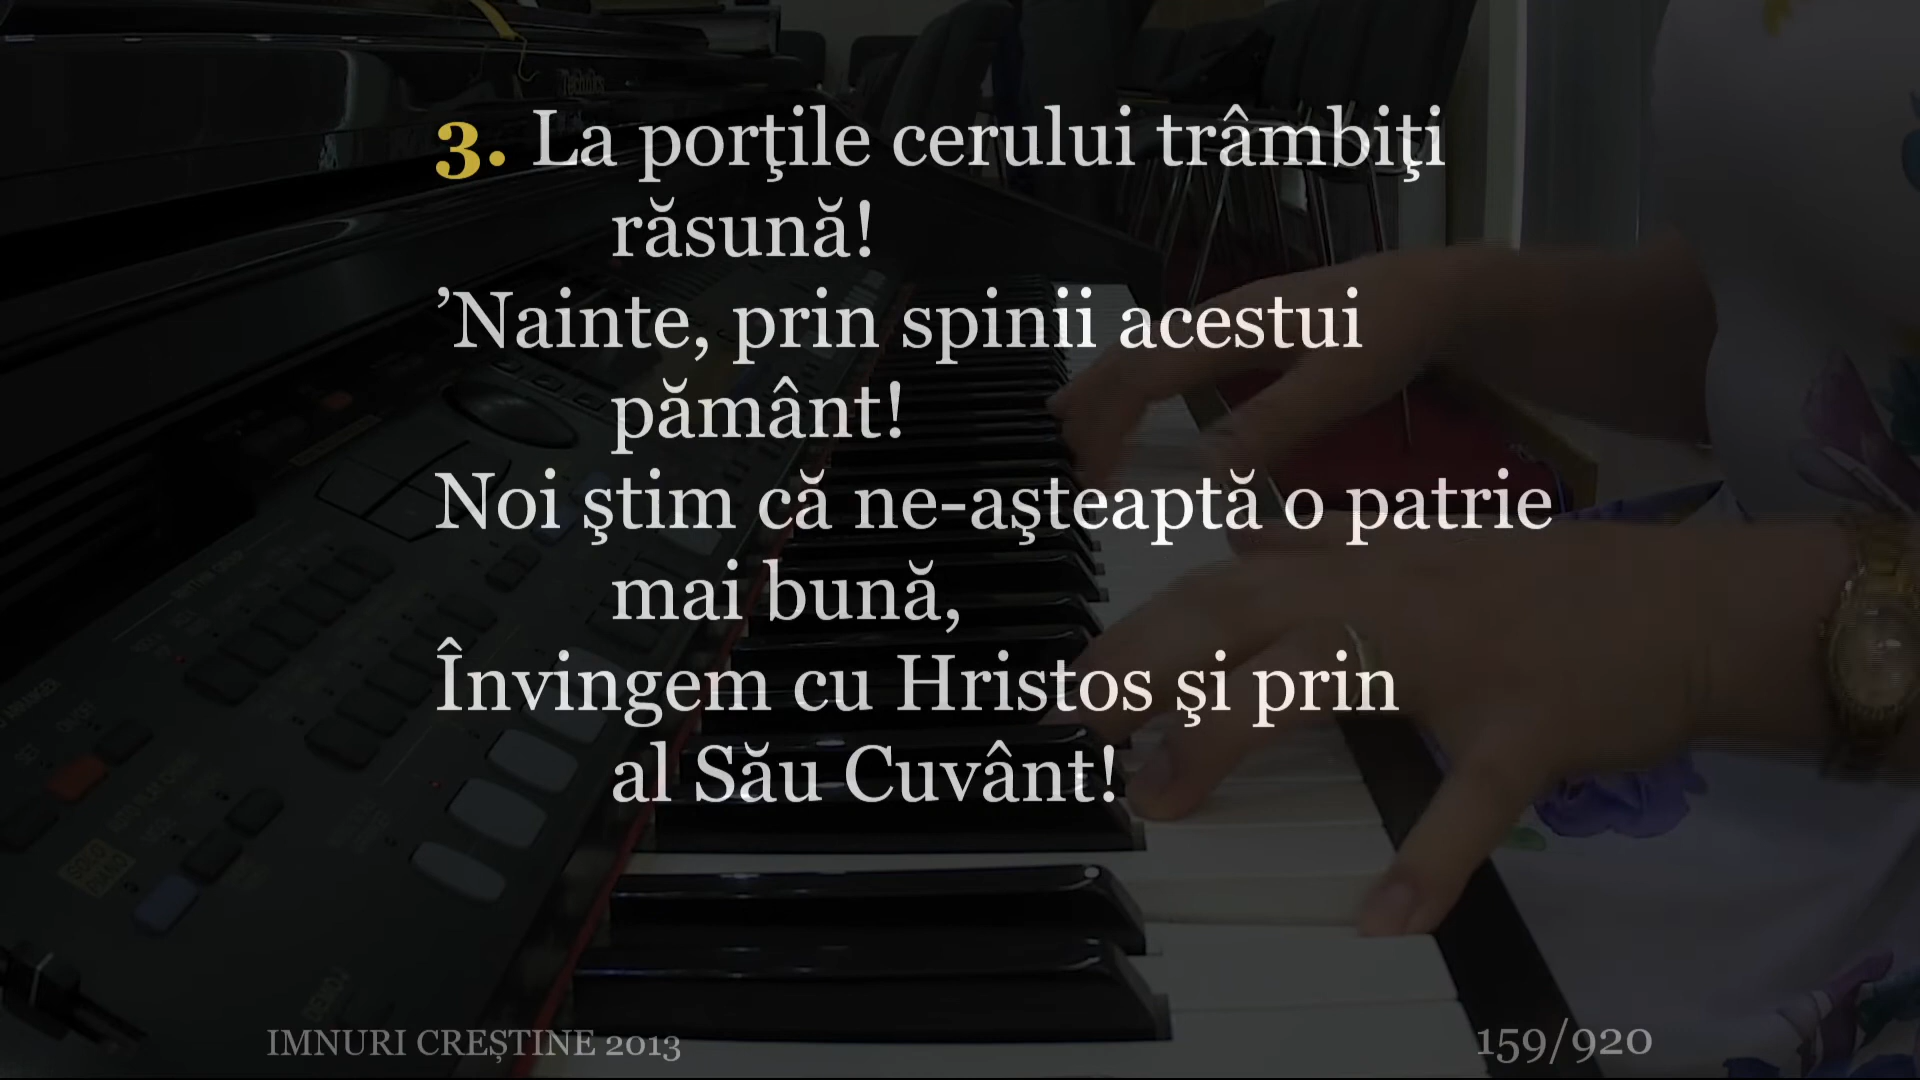 3. La porţile cerului trâmbiţi
răsună!
’Nainte, prin spinii acestui
pământ!
Noi ştim că ne-aşteaptă o patrie
mai bună,
Învingem cu Hristos şi prin
al Său Cuvânt!
IMNURI CREȘTINE 2013
159/920